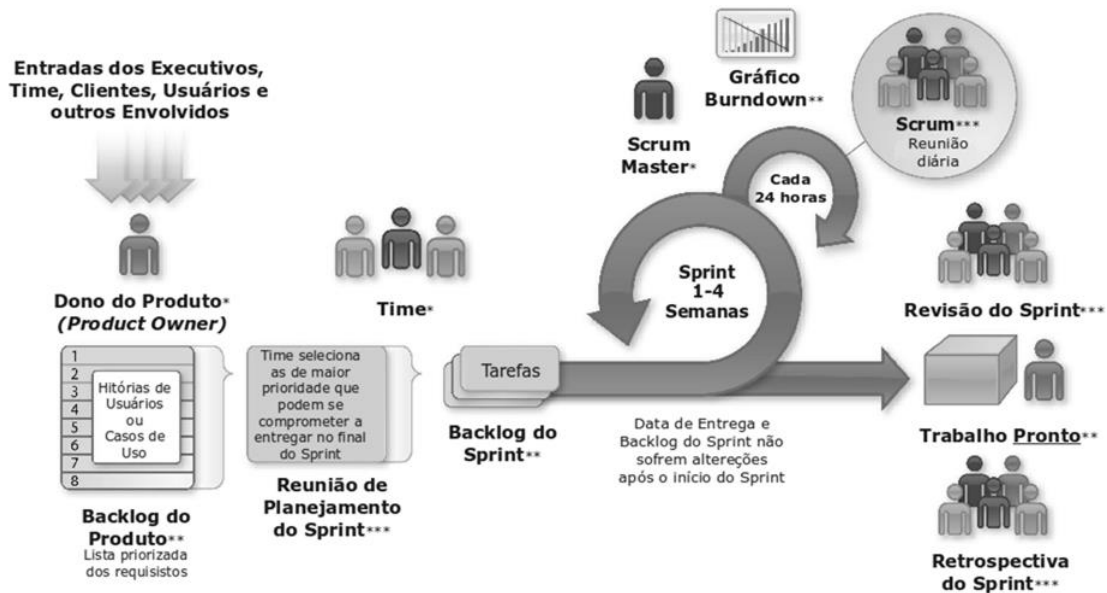 Entradas dos Executivos,
Time, Clientes, Usuários e
outros Envolvidos
Dono do Produto*
(Product Owner)
1
2
3
4
5
6
7
8
Hitórias de
Usuários
ou
Casos de
Uso
Backlog do
Produto**
Lista priorizada
dos requisistos
Time*
Time seleciona
as de maior
prioridade que
podem se
comprometer a
entregar no final
do Sprint
Reunião de
Planejamento
do Sprint***
Tarefas
Backlog do
Sprint**
Scrum
Master*
Gráfico
Burndown**
Cada
24 horas
Scrum***
Reunião
diária
Sprint
1-4
Semanas
Data de Entrega e
Backlog do Sprint não
sofrem altereções
após o início do Sprint
Revisão do Sprint***
Trabalho Pronto**
Retrospectiva
do Sprint***